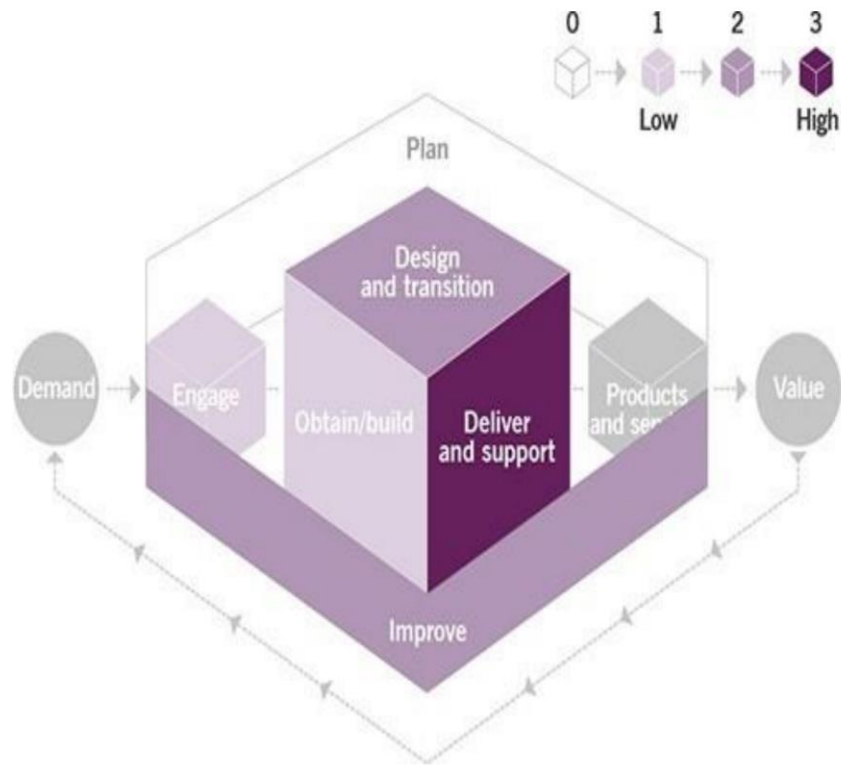 0 1 2 3
Low High
Plan
Design
and transition
Demand
Engage
Obtain/build
Deliver
and support
Products
and
Value
Improve